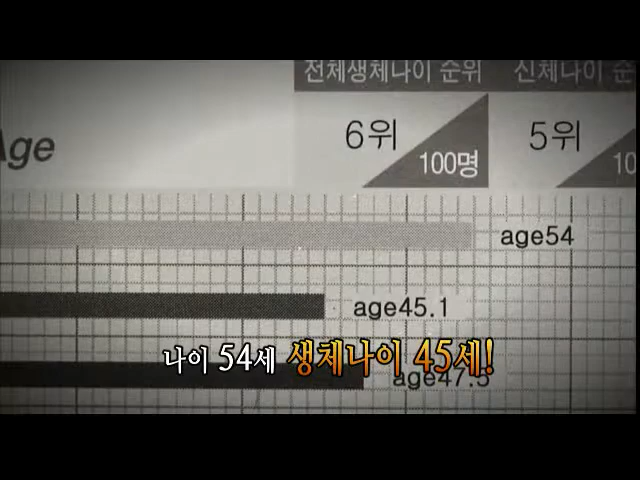 전체생체나이 순위
신체나이 순
Age
6위
100명
5위
10
age54
age45.1
나이 54세 생체나이 45세!
age47.5